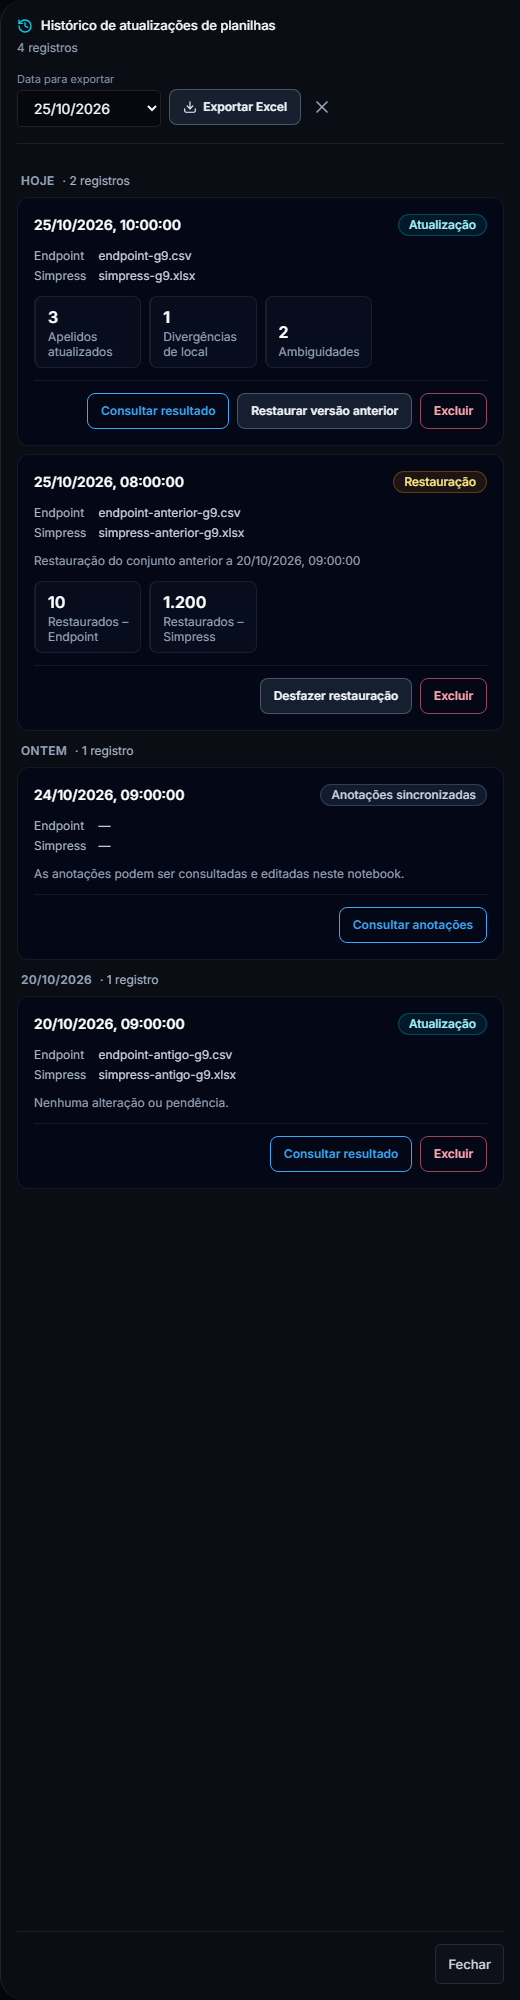 Histórico de atualizações de planilhas
4 registros
Data para exportar
25/10/2026
Exportar Excel
HOJE · 2 registros
25/10/2026, 10:00:00
Atualização
Endpoint endpoint-g9.csv
Simpress simpress-g9.xlsx
3
Apelidos
atualizados
1
Divergências
de local
2
Ambiguidades
Consultar resultado
Restaurar versão anterior
Excluir
25/10/2026, 08:00:00
Restauração
Endpoint endpoint-anterior-g9.csv
Simpress simpress-anterior-g9.xlsx
Restauração do conjunto anterior a 20/10/2026, 09:00:00
10
Restaurados –
Endpoint
1.200
Restaurados –
Simpress
Desfazer restauração
Excluir
ONTEM · 1 registro
24/10/2026, 09:00:00
Anotações sincronizadas
Endpoint —
Simpress —
As anotações podem ser consultadas e editadas neste notebook.
Consultar anotações
20/10/2026 · 1 registro
20/10/2026, 09:00:00
Atualização
Endpoint endpoint-antigo-g9.csv
Simpress simpress-antigo-g9.xlsx
Nenhuma alteração ou pendência.
Consultar resultado
Excluir
Fechar